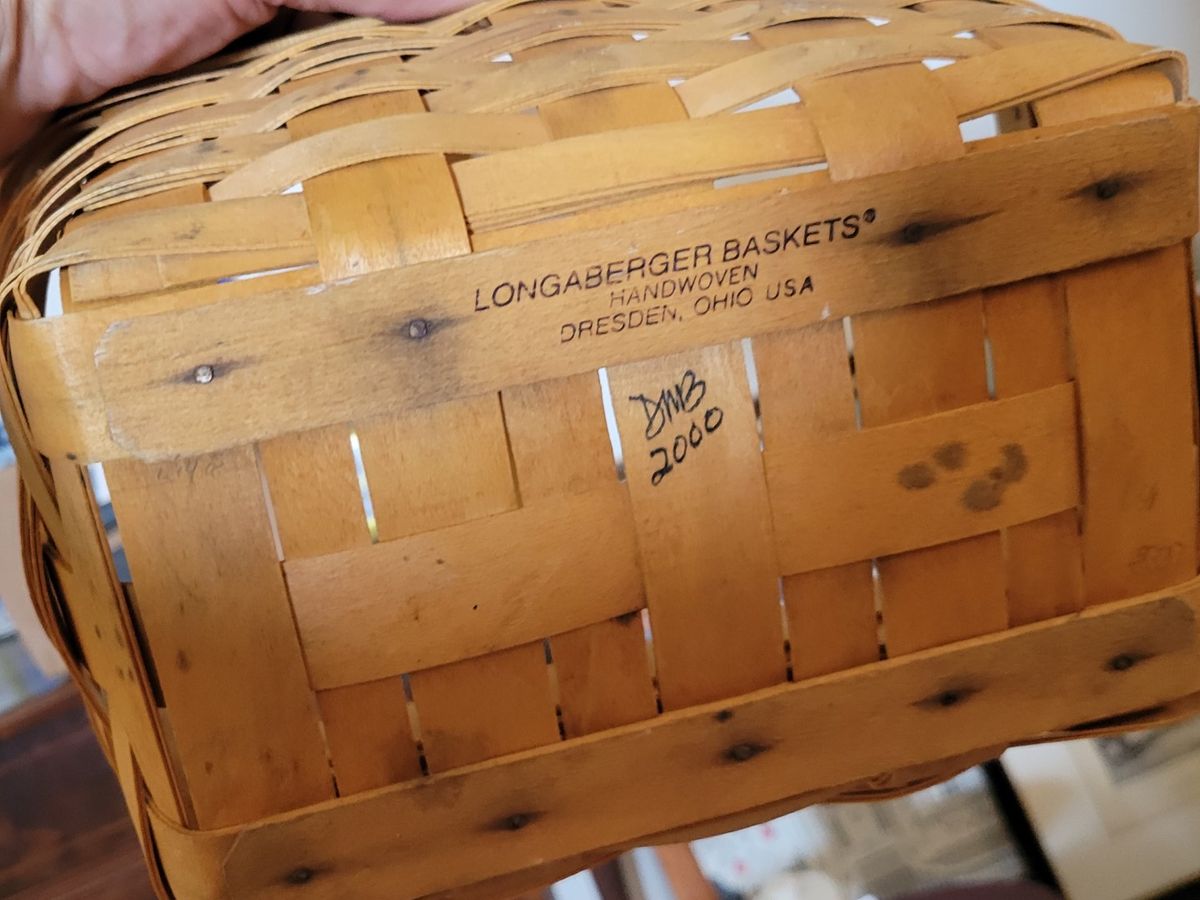 LONGABERGER BASKETS®
HANDWOVEN
DRESDEN, OHIO USA
DMB
2000